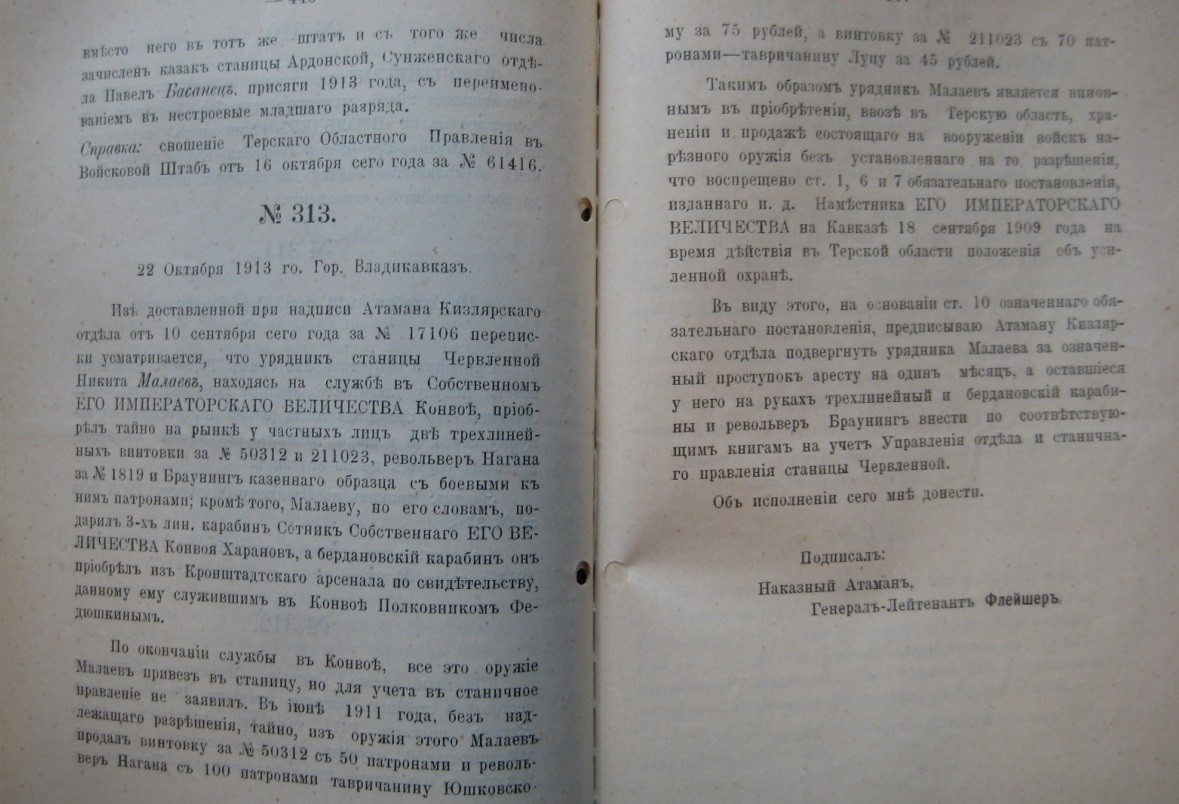 вмѣсто него въ тотъ же штатъ и съ того же числа
зачисленъ казакъ станицы Ардонской, Сунженскаго отдѣ-
ла Павелъ Басанецъ, присяги 1913 года, съ переимено-
ваніемъ въ нестроевые младшаго разряда.
Справка: сношеніе Терскаго Областного Правленія въ
Войсковой Штабъ отъ 16 октября сего года за № 61416.
№ 313.
22 Октября 1913 го. Гор. Владикавказъ.
Изъ доставленной при надписи Атамана Кизлярскаго
отдѣла отъ 10 сентября сего года за № 17106 переписк-
ки усматривается, что урядникъ станицы Червленной
Никита Малаевъ, находясь на службѣ въ Собственномъ
ЕГО ИМПЕРАТОРСКАГО ВЕЛИЧЕСТВА Конвоѣ, пріоб-
рѣлъ тайно на рынкѣ у частныхъ лицъ двѣ трехлиней-
ныхъ винтовки за № 50312 и 211023, револьверъ Нагана
за № 1819 и Браунингъ казеннаго образца съ боевыми къ
нимъ патронами; кромѣ того, Малаеву, по его словамъ, по-
дарилъ 3-хъ лин. карабинъ Сотникъ Собственнаго ЕГО ВЕ-
ЛИЧЕСТВА Конвоя Харановъ, а бердановскій карабинъ онъ
пріобрѣлъ изъ Кронштадтскаго арсенала по свидѣтельству,
данному ему служившимъ въ Конвоѣ Полковникомъ Фе-
дюшкинымъ.
По окончаніи службы въ Конвоѣ, все это оружіе
Малаевъ привезъ въ станицу, но для учета въ станичное
правленіе не заявилъ. Въ іюнѣ 1911 года, безъ над-
лежащаго разрѣшенія, тайно, изъ оружія этого Малаевъ
продалъ винтовку за № 50312 съ 50 патронами и револь-
веръ Нагана съ 100 патронами тавричанину Юшковско-
му за 75 рублей, а винтовку за № 211023 съ 70 пат-
ронами—тавричанину Луцу за 45 рублей.
Такимъ образомъ урядникъ Малаевъ является винов-
нымъ въ пріобрѣтеніи, ввозѣ въ Терскую область, хра-
неніи и продажѣ состоящаго на вооруженіи войскъ на-
рѣзного оружія безъ установленнаго на то разрѣшенія,
что воспрещено ст. 1, 6 и 7 обязательнаго постановленія,
изданнаго и. д. Намѣстника ЕГО ИМПЕРАТОРСКАГО
ВЕЛИЧЕСТВА на Кавказѣ 18 сентября 1909 года на
время дѣйствія въ Терской области положенія объ уси-
ленной охранѣ.
Въ виду этого, на основаніи ст. 10 означеннаго обя-
зательнаго постановленія, предписываю Атаману Кизляр-
скаго отдѣла подвергнуть урядника Малаева за означен-
ный проступокъ аресту на одинъ мѣсяцъ, а оставшіеся
у него на рукахъ трехлинейный и бердановскій караби-
ны и револьверъ Браунингъ внести по соотвѣтствую-
щимъ книгамъ на учетъ Управленія отдѣла и станична-
го правленія станицы Червленной.
Объ исполненіи сего мнѣ донести.
Подписалъ:
Наказный Атаманъ,
Генералъ-Лейтенантъ Флейшеръ